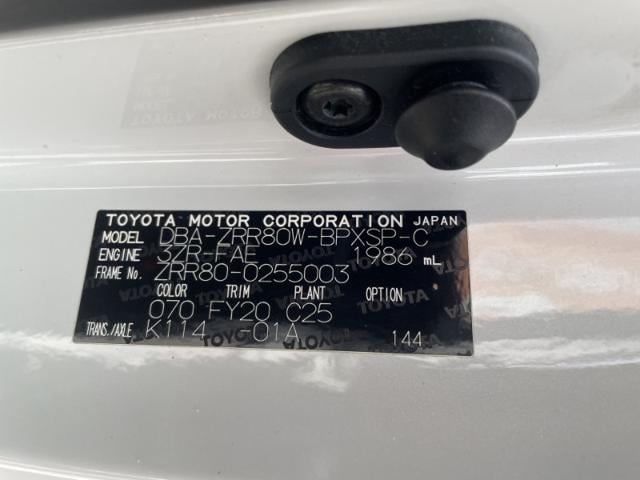 TOYOTA MOTOR CORPORATION JAPAN
MODEL DBA-ZRR80W-BPXSP-C
ENGINE 3ZR-FAE 1986 mL
FRAME No. ZRR80-0255003
COLOR TRIM PLANT OPTION
070 FY20 C25
TRANS./AXLE K114 -01A 144